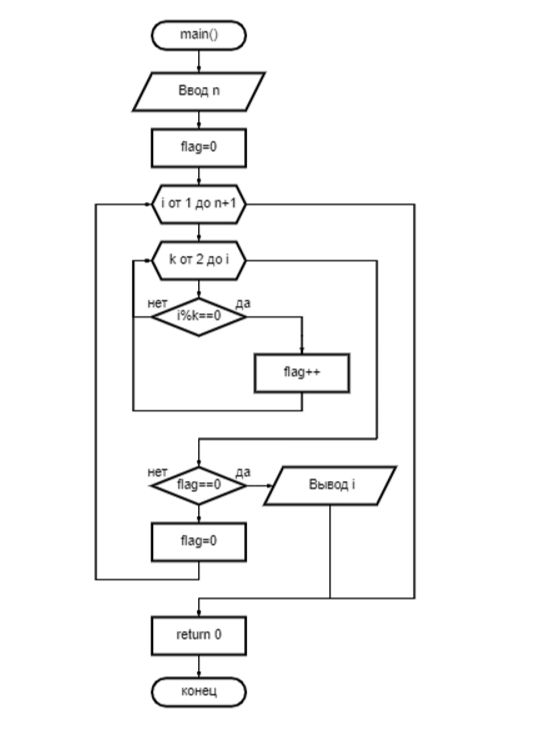 main()
Ввод n
flag=0
i от 1 до n+1
k от 2 до i
нет
да
i%k==0
flag++
нет
да
flag==0
Вывод i
flag=0
return 0
конец